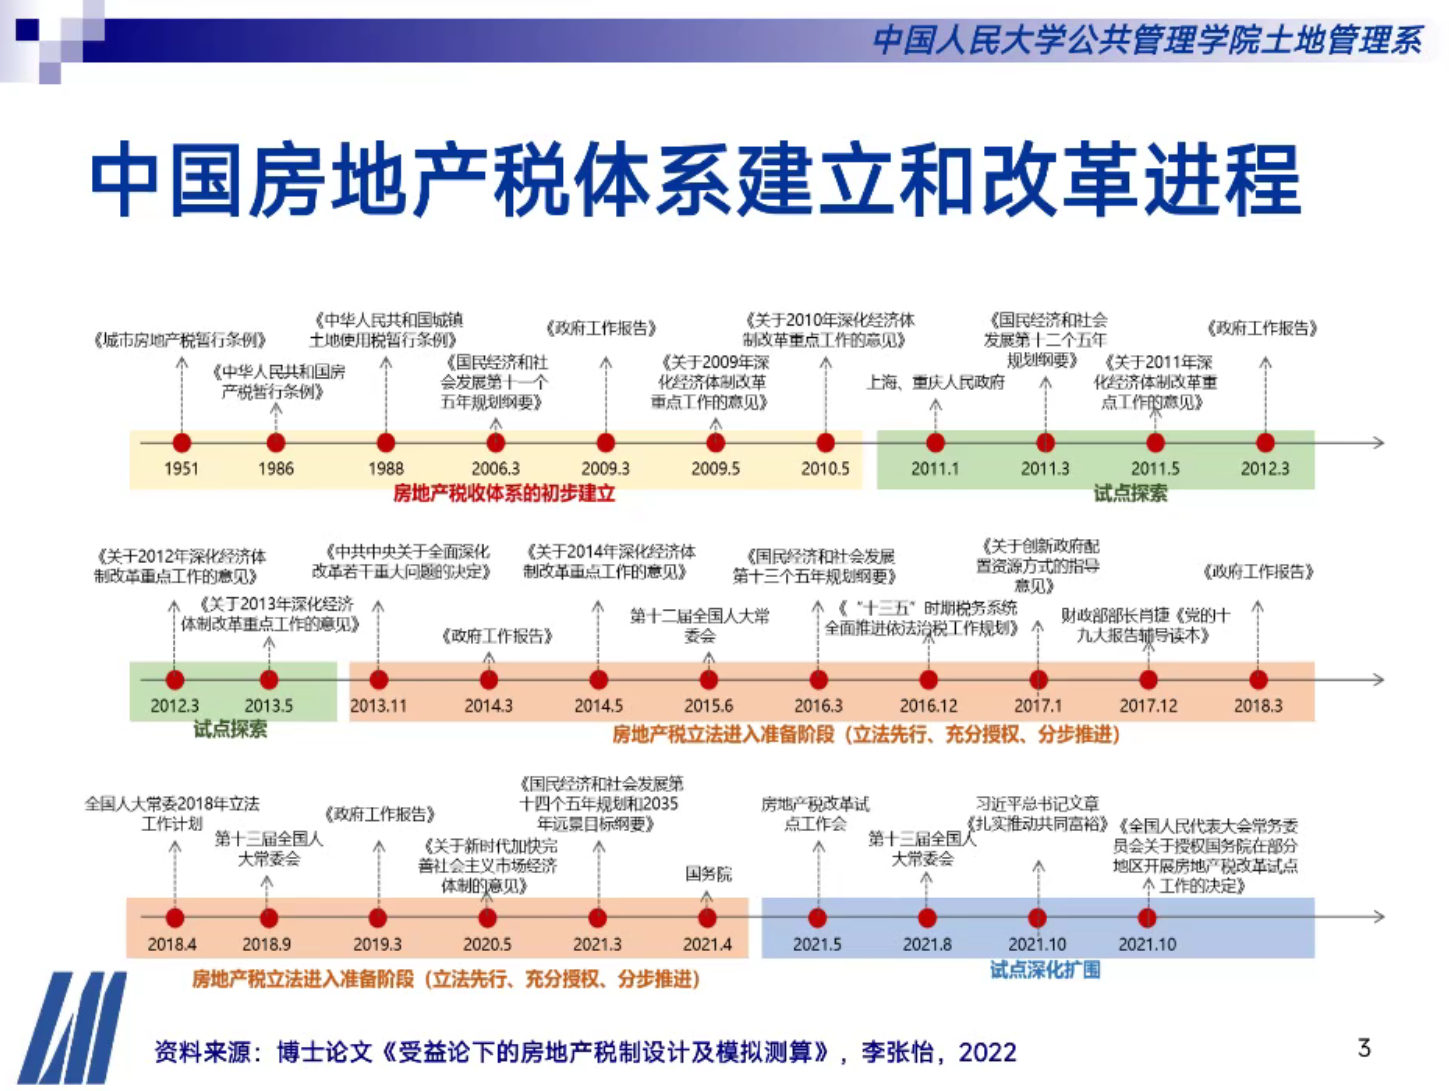 中国人民大学公共管理学院土地管理系
中国房地产税体系建立和改革进程
《城市房地产税暂行条例》
《中华人民共和国房
产税暂行条例》
《中华人民共和国城镇
土地使用税暂行条例》
《国民经济和社
会发展第十一个
五年规划纲要》
《政府工作报告》
《关于2009年深
化经济体制改革
重点工作的意见》
《关于2010年深化经济体
制改革重点工作的意见》
上海、重庆人民政府
《国民经济和社会
发展第十二个五年
规划纲要》
《关于2011年深
化经济体制改革重
点工作的意见》
《政府工作报告》
1951
1986
1988
2006.3
2009.3
2009.5
2010.5
2011.1
2011.3
2011.5
2012.3
房地产税收体系的初步建立
试点探索
《关于2012年深化经济体
制改革重点工作的意见》
《关于2013年深化经济
体制改革重点工作的意见》
《中共中央关于全面深化
改革若干重大问题的决定》
《政府工作报告》
《关于2014年深化经济体
制改革重点工作的意见》
第十二届全国人大常
委会
《国民经济和社会发展
第十三个五年规划纲要》
《“十三五”时期税务系统
全面推进依法治税工作规划》
《关于创新政府配
置资源方式的指导
意见》
财政部部长肖捷《党的十
九大报告辅导读本》
《政府工作报告》
2012.3
2013.5
2013.11
2014.3
2014.5
2015.6
2016.3
2016.12
2017.1
2017.12
2018.3
试点探索
房地产税立法进入准备阶段（立法先行、充分授权、分步推进）
全国人大常委2018年立法
工作计划
第十三届全国人
大常委会
《政府工作报告》
《关于新时代加快完
善社会主义市场经济
体制的意见》
《国民经济和社会发展第
十四个五年规划和2035
年远景目标纲要》
国务院
房地产税改革试
点工作会
第十三届全国人
大常委会
习近平总书记文章
《扎实推动共同富裕》
《全国人民代表大会常务委
员会关于授权国务院在部分
地区开展房地产税改革试点
工作的决定》
2018.4
2018.9
2019.3
2020.5
2021.3
2021.4
2021.5
2021.8
2021.10
2021.10
房地产税立法进入准备阶段（立法先行、充分授权、分步推进）
试点深化扩围
资料来源：博士论文《受益论下的房地产税制设计及模拟测算》，李张怡，2022
3